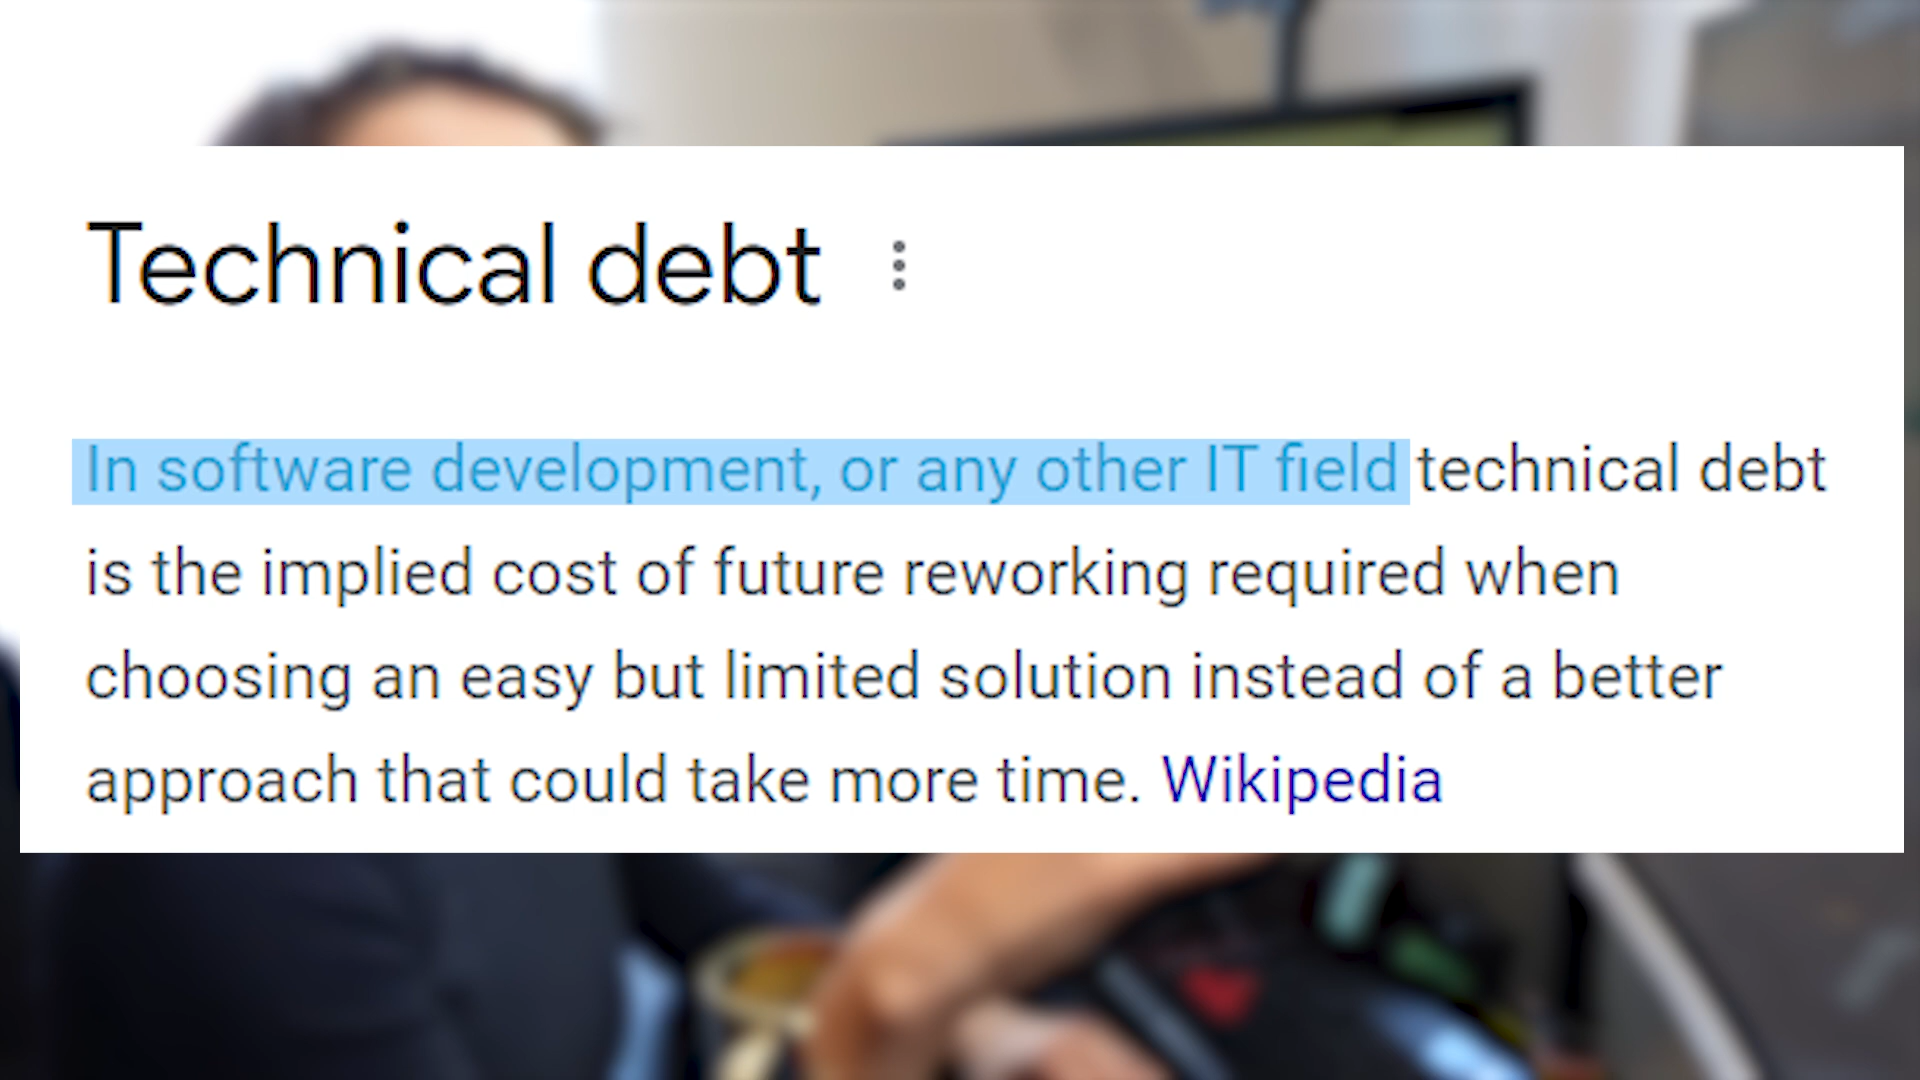 Technical debt
In software development, or any other IT field technical debt
is the implied cost of future reworking required when
choosing an easy but limited solution instead of a better
approach that could take more time. Wikipedia